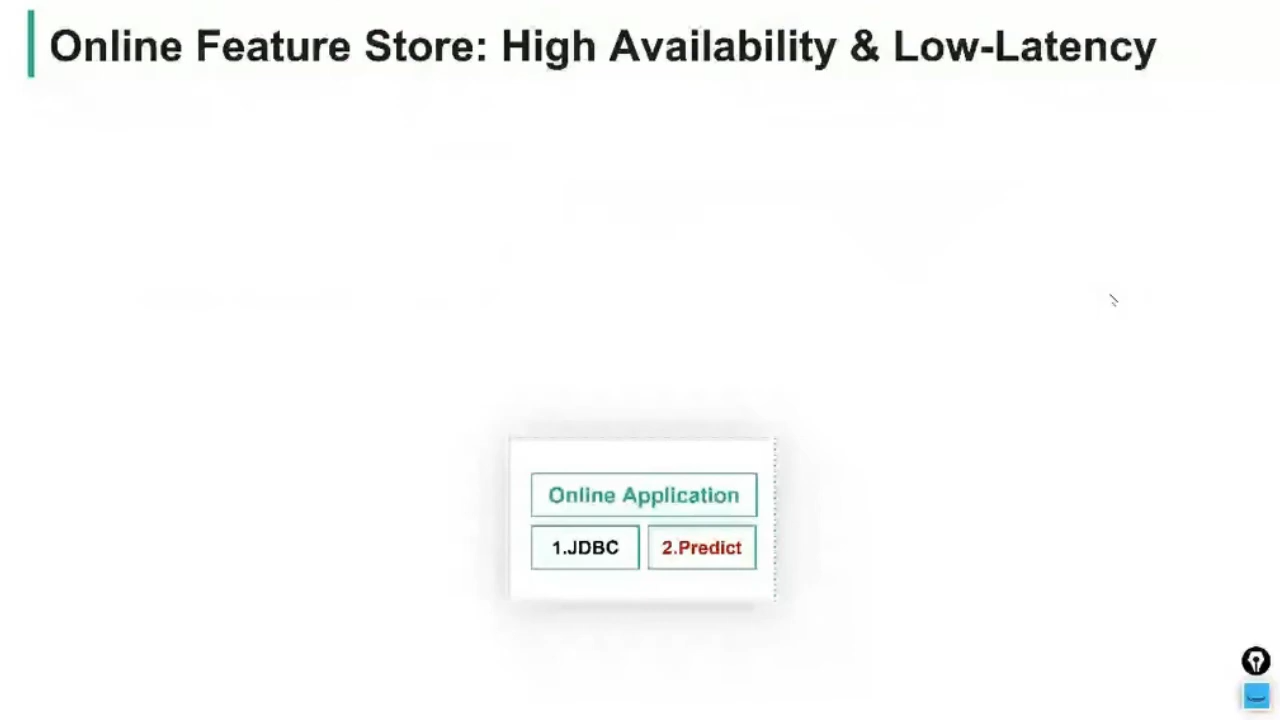 Online Feature Store: High Availability & Low-Latency
Online Application
1.JDBC
2.Predict